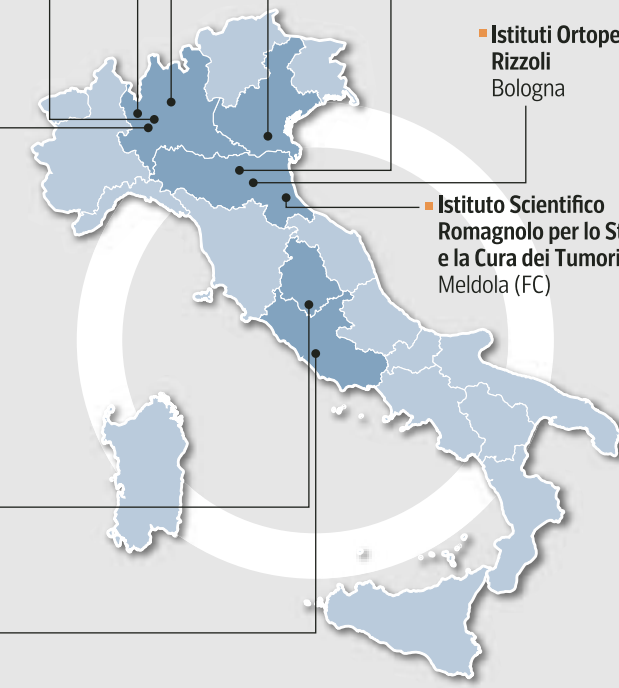 Istituti Ortope
Rizzoli
Bologna
Istituto Scientifico
Romagnolo per lo St
e la Cura dei Tumori
Meldola (FC)